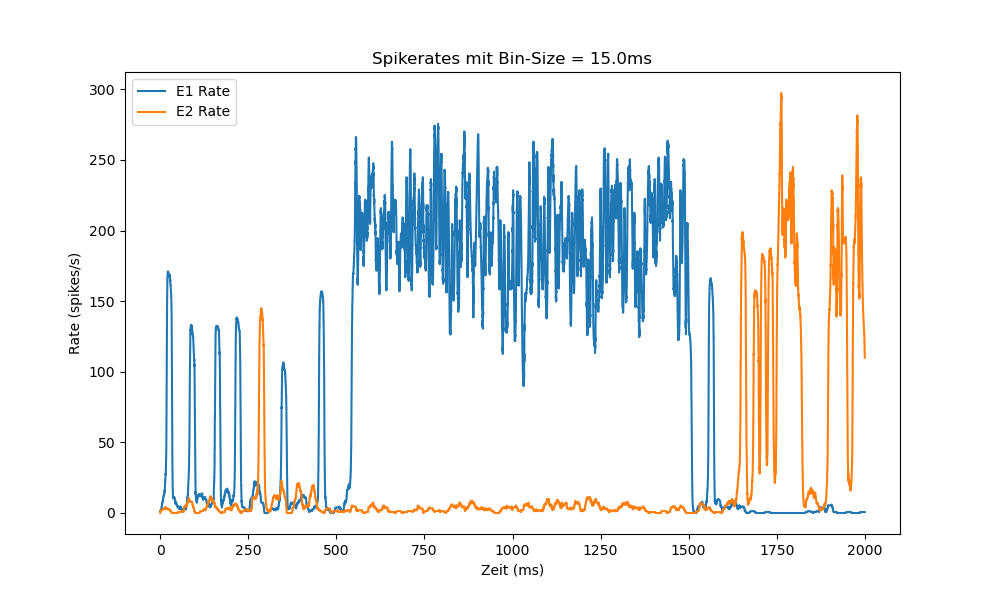 Spikerates mit Bin-Size = 15.0ms
E1 Rate
E2 Rate
300
250
200
150
100
50
0
Rate (spikes/s)
0 250 500 750 1000 1250 1500 1750 2000
Zeit (ms)